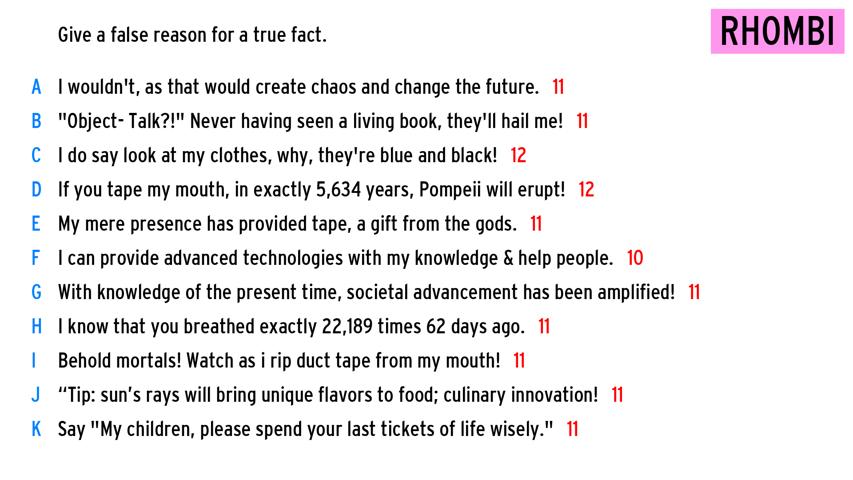 RHOMBI
Give a false reason for a true fact.
A I wouldn't, as that would create chaos and change the future. 11
B "Object- Talk?!" Never having seen a living book, they'll hail me! 11
C I do say look at my clothes, why, they're blue and black! 12
D If you tape my mouth, in exactly 5,634 years, Pompeii will erupt! 12
E My mere presence has provided tape, a gift from the gods. 11
F I can provide advanced technologies with my knowledge & help people. 10
G With knowledge of the present time, societal advancement has been amplified! 11
H I know that you breathed exactly 22,189 times 62 days ago. 11
I Behold mortals! Watch as i rip duct tape from my mouth! 11
J “Tip: sun’s rays will bring unique flavors to food; culinary innovation! 11
K Say "My children, please spend your last tickets of life wisely." 11